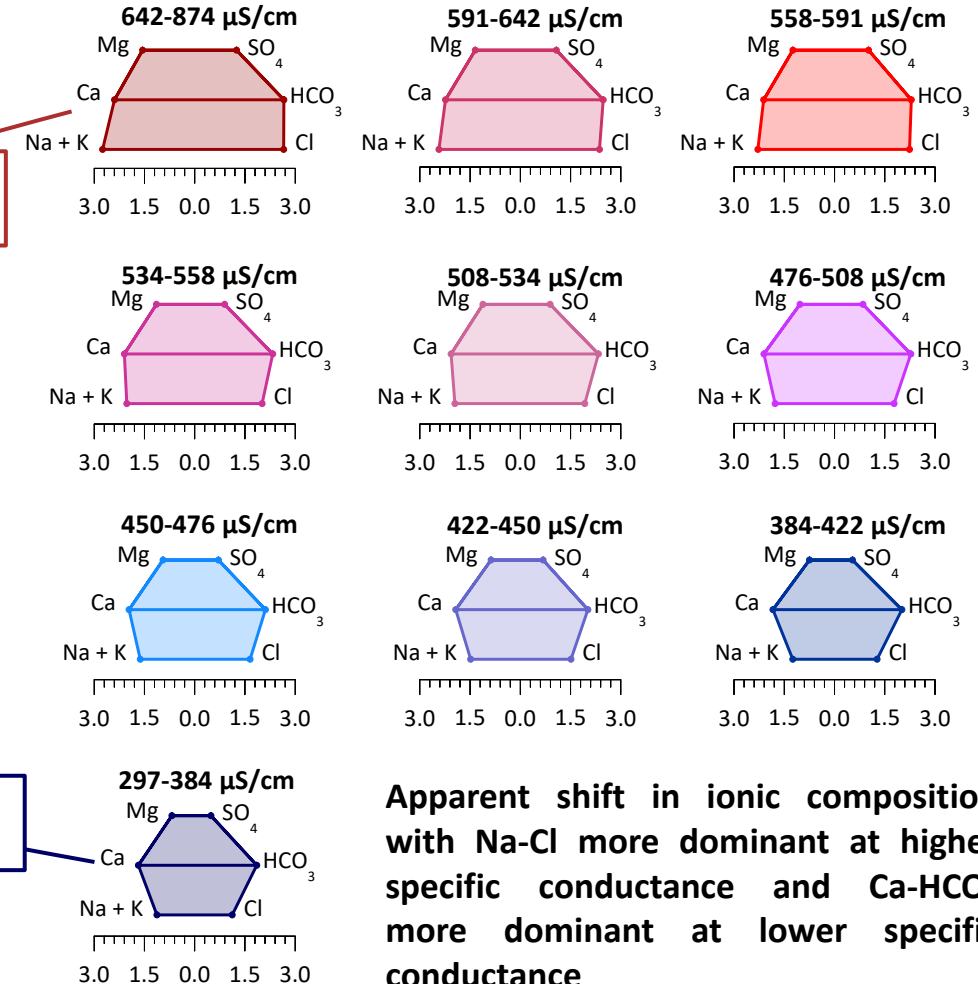 642-874 µS/cm
Mg SO4
Ca HCO3
Na + K Cl
3.0 1.5 0.0 1.5 3.0
591-642 µS/cm
Mg SO4
Ca HCO3
Na + K Cl
3.0 1.5 0.0 1.5 3.0
558-591 µS/cm
Mg SO4
Ca HCO3
Na + K Cl
3.0 1.5 0.0 1.5 3.0
534-558 µS/cm
Mg SO4
Ca HCO3
Na + K Cl
3.0 1.5 0.0 1.5 3.0
508-534 µS/cm
Mg SO4
Ca HCO3
Na + K Cl
3.0 1.5 0.0 1.5 3.0
476-508 µS/cm
Mg SO4
Ca HCO3
Na + K Cl
3.0 1.5 0.0 1.5 3.0
450-476 µS/cm
Mg SO4
Ca HCO3
Na + K Cl
3.0 1.5 0.0 1.5 3.0
422-450 µS/cm
Mg SO4
Ca HCO3
Na + K Cl
3.0 1.5 0.0 1.5 3.0
384-422 µS/cm
Mg SO4
Ca HCO3
Na + K Cl
3.0 1.5 0.0 1.5 3.0
297-384 µS/cm
Mg SO4
Ca HCO3
Na + K Cl
3.0 1.5 0.0 1.5 3.0
Apparent shift in ionic compositio
with Na-Cl more dominant at highe
specific conductance and Ca-HCO
more dominant at lower specifi
conductance